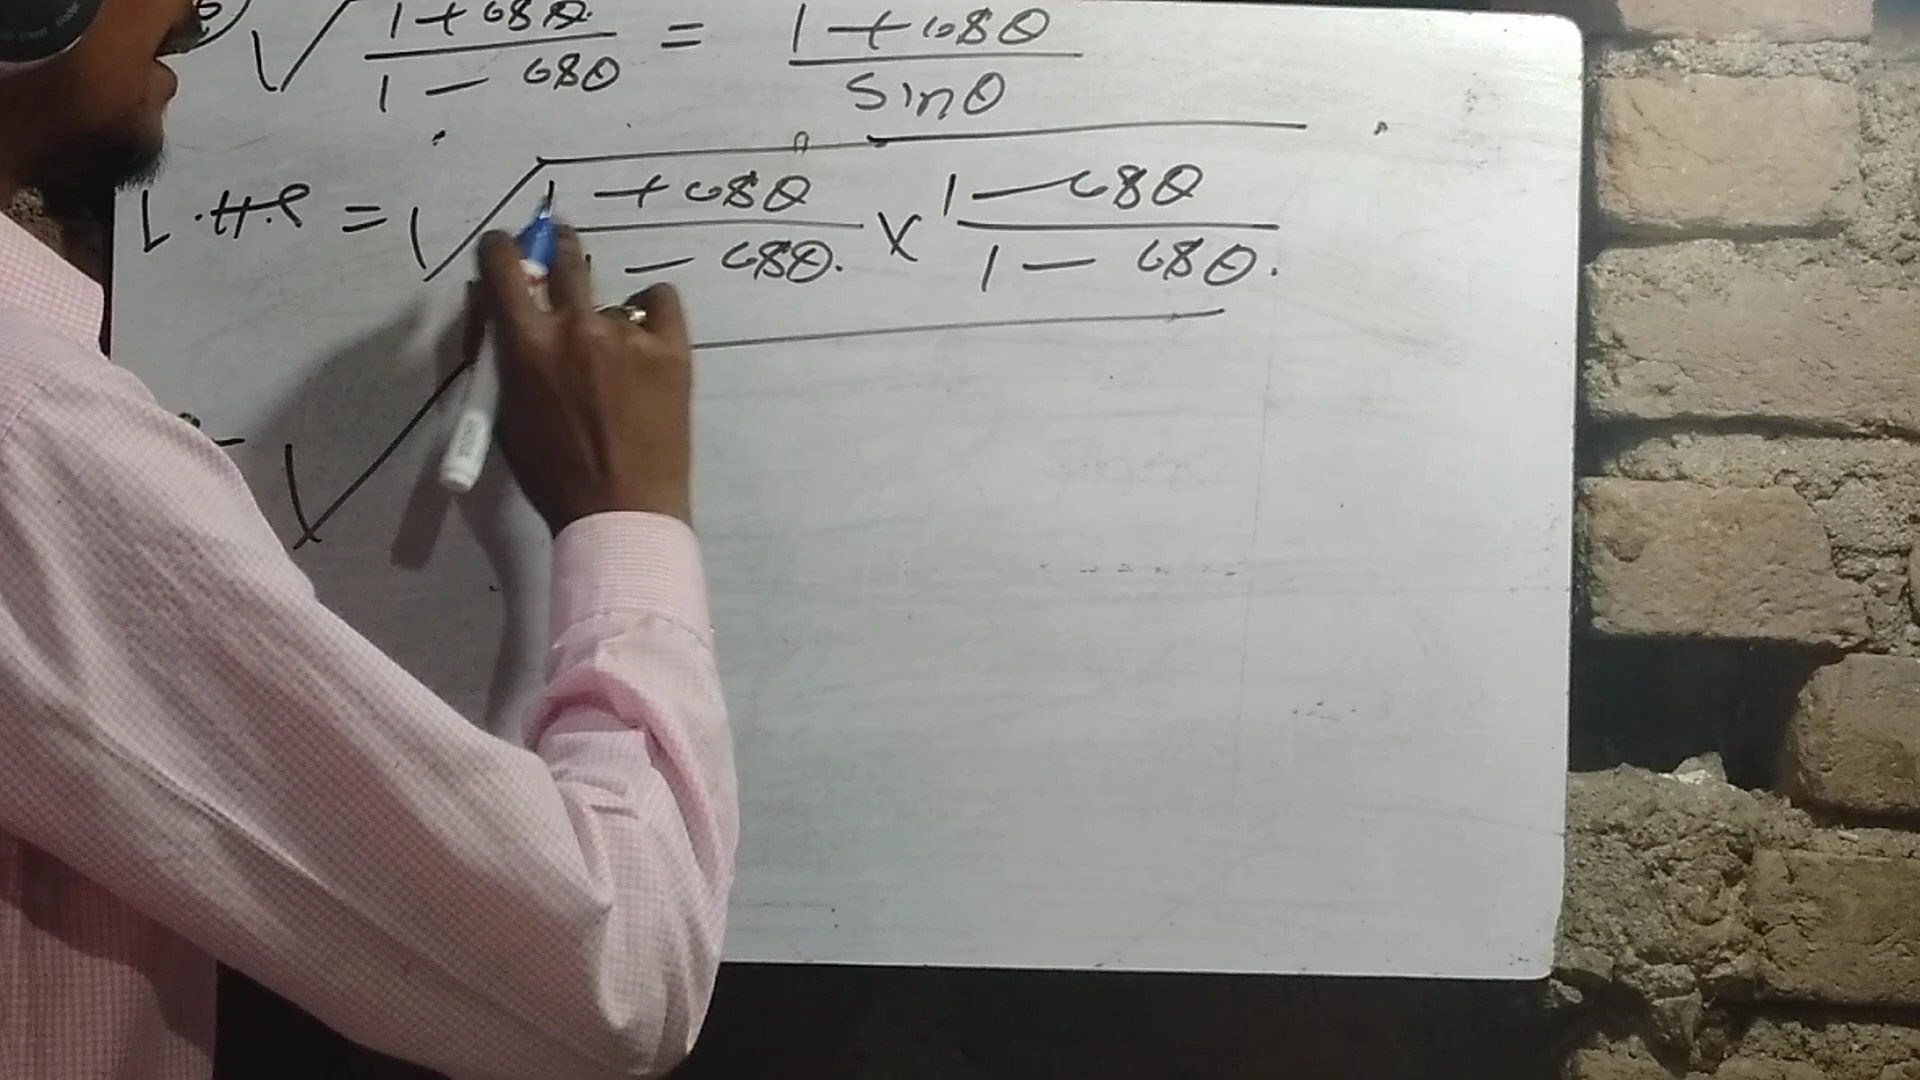 √(1 + cosθ / 1 − cosθ) = 1 + cosθ / sinθ
L.H.S = √(1 + cosθ / 1 − cosθ. × 1 − cosθ / 1 − cosθ.)
√